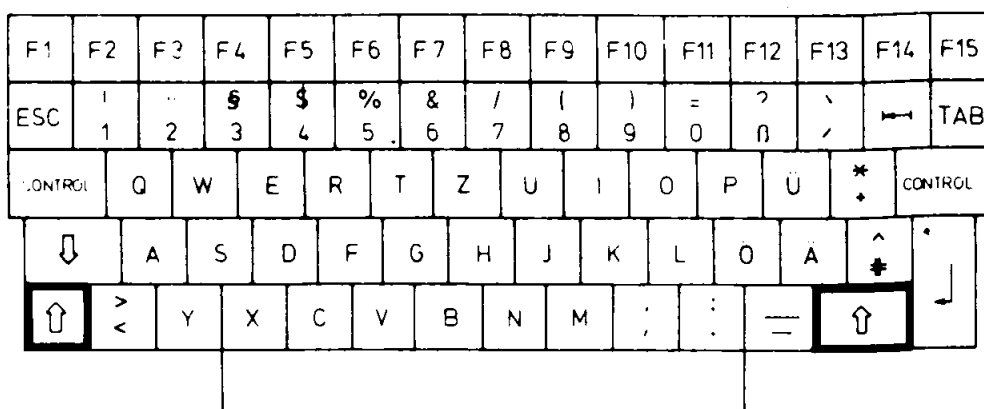 F1 F2 F3 F4 F5 F6 F7 F8 F9 F10 F11 F12 F13 F14 F15
ESC ! 1 " 2 § 3 $ 4 % 5 & 6 / 7 ( 8 ) 9 = 0 ? ß ` ´ TAB
CONTROL Q W E R T Z U I O P Ü * + CONTROL
A S D F G H J K L Ö Ä ^ #
> < Y X C V B N M ; , : . _ -